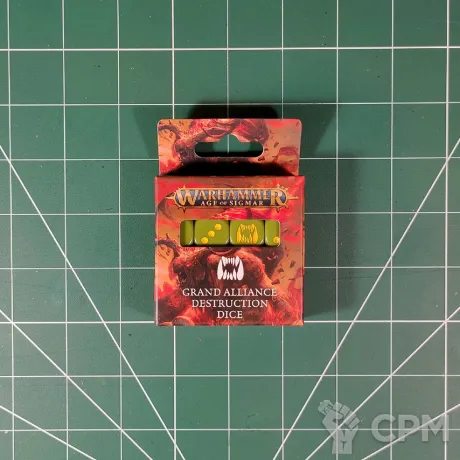 WARHAMMER
AGE OF SIGMAR
GRAND ALLIANCE
DESTRUCTION
DICE
CPM